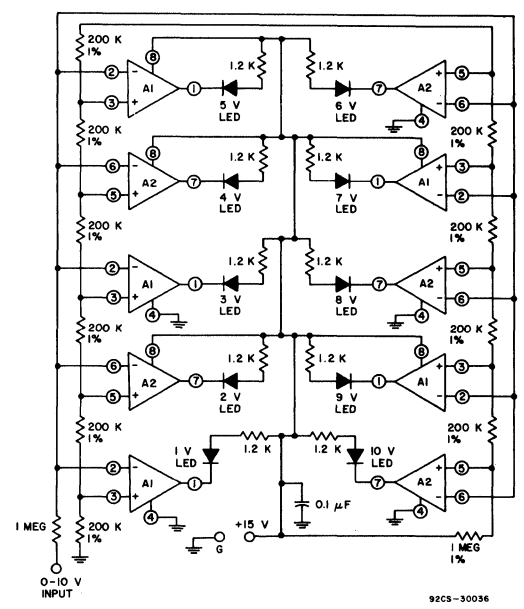 200 K
1%
8
2 - A1 1
3 +
1.2 K
5 V
LED
1.2 K
6 V
LED
7 A2 + 5
- 6
4
200 K
1%
8
6 - A2 7
5 +
1.2 K
4 V
LED
1.2 K
7 V
LED
8
1 A1 + 3
- 2
200 K
1%
200 K
1%
2 - A1 1
3 +
4
1.2 K
3 V
LED
1.2 K
8 V
LED
7 A2 + 5
- 6
4
200 K
1%
200 K
1%
8
6 - A2 7
5 +
1.2 K
2 V
LED
1.2 K
9 V
LED
8
1 A1 + 3
- 2
200 K
1%
200 K
1%
2 - A1 1
3 +
4
1 V
LED
1.2 K
1.2 K
10 V
LED
7 A2 + 5
- 6
4
200 K
1%
1 MEG
200 K
1%
0.1 µF
G
+15 V
1 MEG
1%
0-10 V
INPUT
92CS-30036